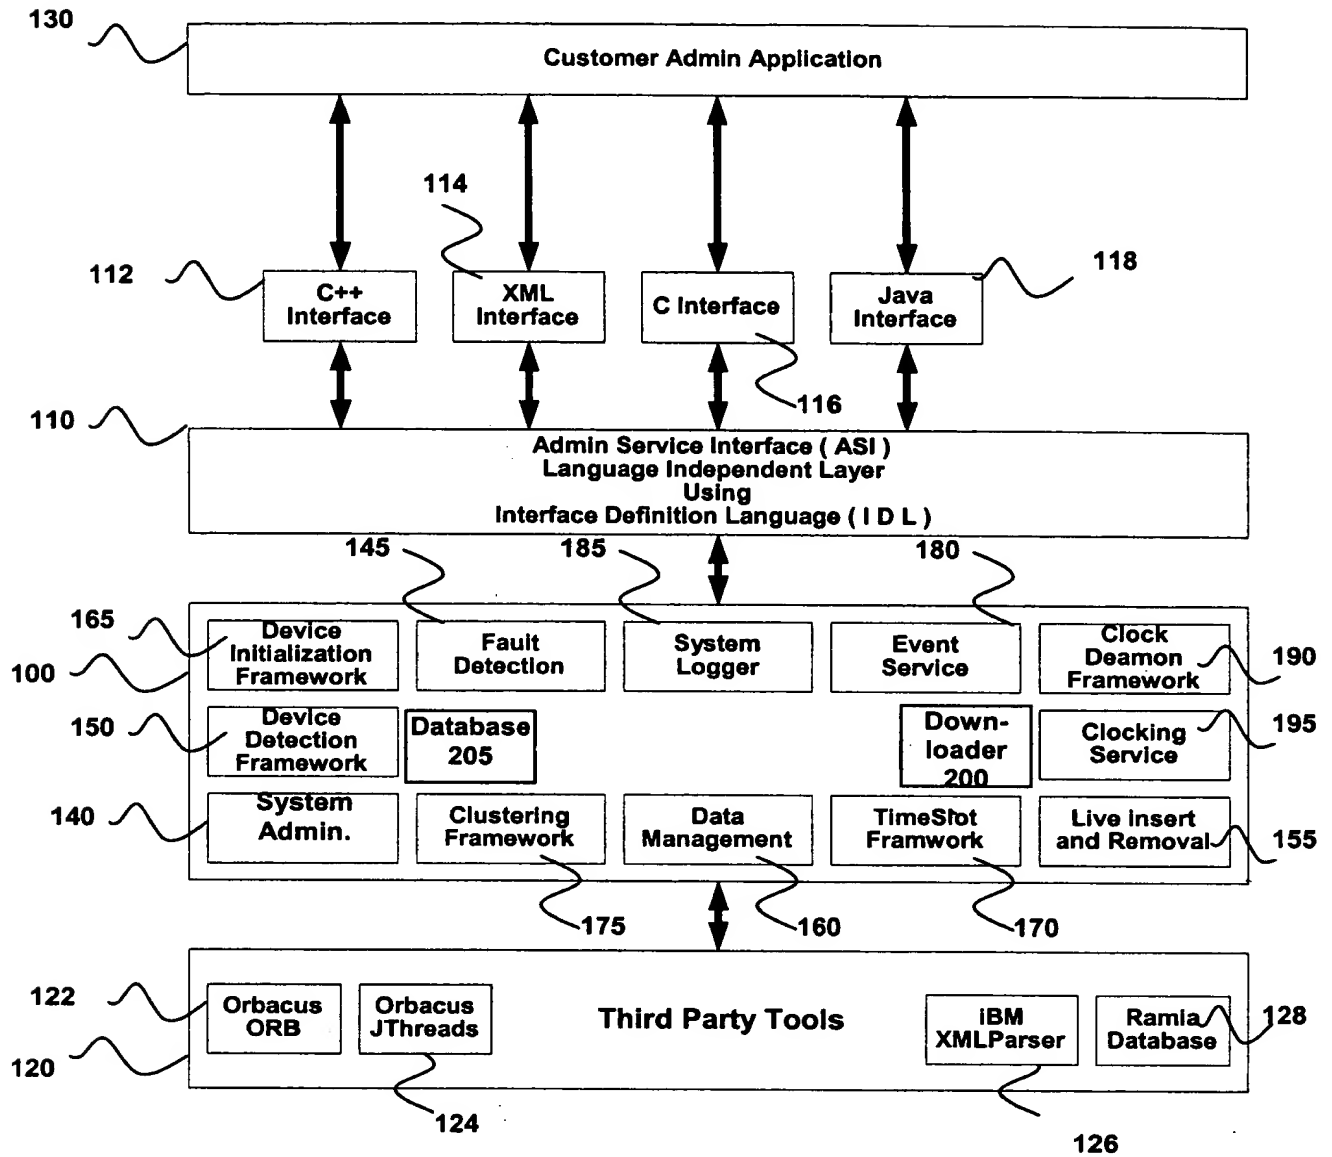 130
Customer Admin Application
114
112
118
C++
Interface
XML
Interface
C Interface
Java
Interface
116
110
Admin Service Interface ( ASI )
Language Independent Layer
Using
Interface Definition Language ( I D L )
145
185
180
165
100
Device
Initialization
Framework
Fault
Detection
System
Logger
Event
Service
Clock
Deamon
Framework
190
150
Device
Detection
Framework
Database
205
Down-
loader
200
Clocking
Service
195
140
System
Admin.
Clustering
Framework
Data
Management
TimeSlot
Framwork
Live insert
and Removal
155
175
160
170
122
Orbacus
ORB
Orbacus
JThreads
Third Party Tools
iBM
XMLParser
Ramia
Database
128
120
124
126